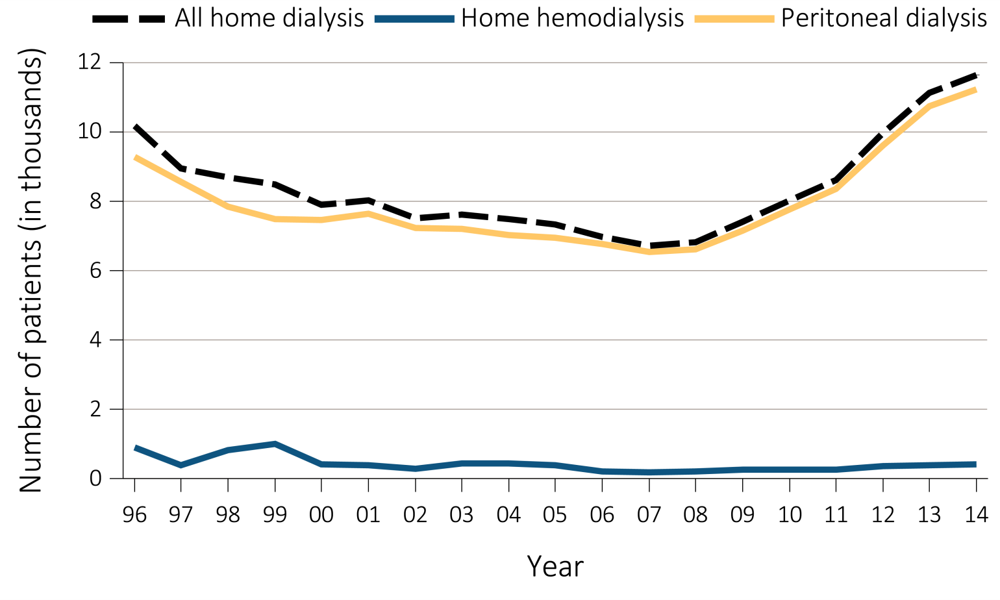 All home dialysis Home hemodialysis Peritoneal dialysis
Number of patients (in thousands)
12
10
8
6
4
2
0
96 97 98 99 00 01 02 03 04 05 06 07 08 09 10 11 12 13 14
Year